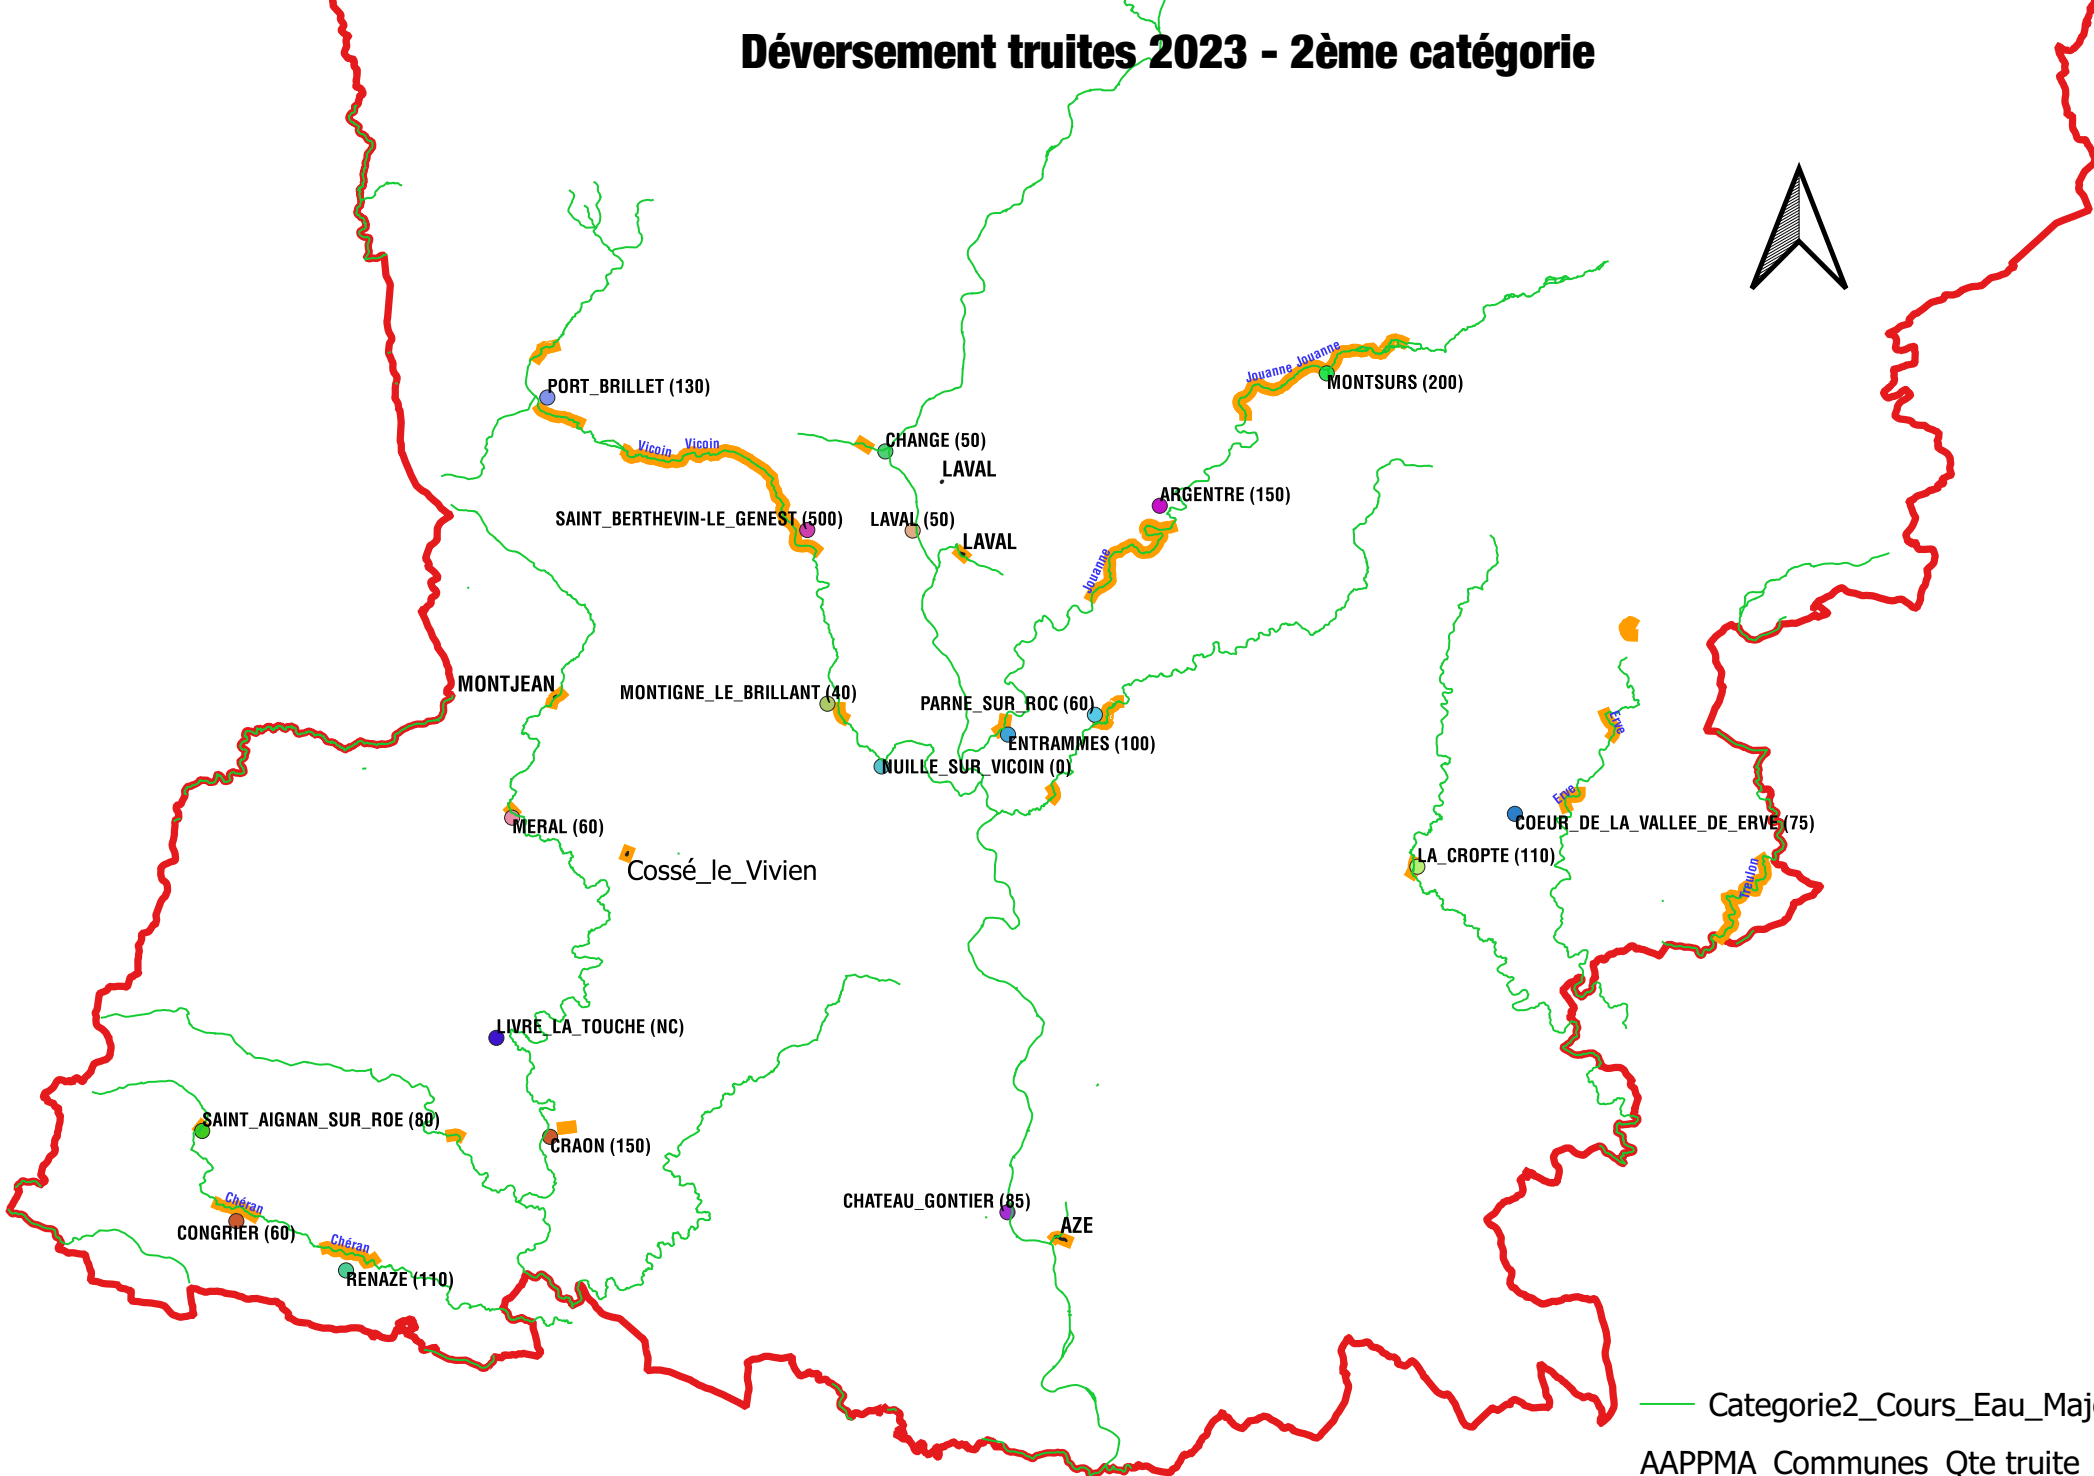 Déversement truites 2023 - 2ème catégorie
Jouanne Jouanne
PORT_BRILLET (130)
MONTSURS (200)
Vicoin Vicoin
CHANGE (50)
LAVAL
ARGENTRE (150)
SAINT_BERTHEVIN-LE_GENEST (500)
LAVAL (50)
LAVAL
Jouanne
MONTJEAN
MONTIGNE_LE_BRILLANT (40)
PARNE_SUR_ROC (60)
Erve
ENTRAMMES (100)
NUILLE_SUR_VICOIN (0)
Erve
MERAL (60)
COEUR_DE_LA_VALLEE_DE_ERVE (75)
LA_CROPTE (110)
Cossé_le_Vivien
Treulon
LIVRE_LA_TOUCHE (NC)
SAINT_AIGNAN_SUR_ROE (80)
CRAON (150)
Chéran
CHATEAU_GONTIER (85)
AZE
CONGRIER (60)
Chéran
RENAZE (110)
Categorie2_Cours_Eau_Maj
AAPPMA_Communes_Qte truite